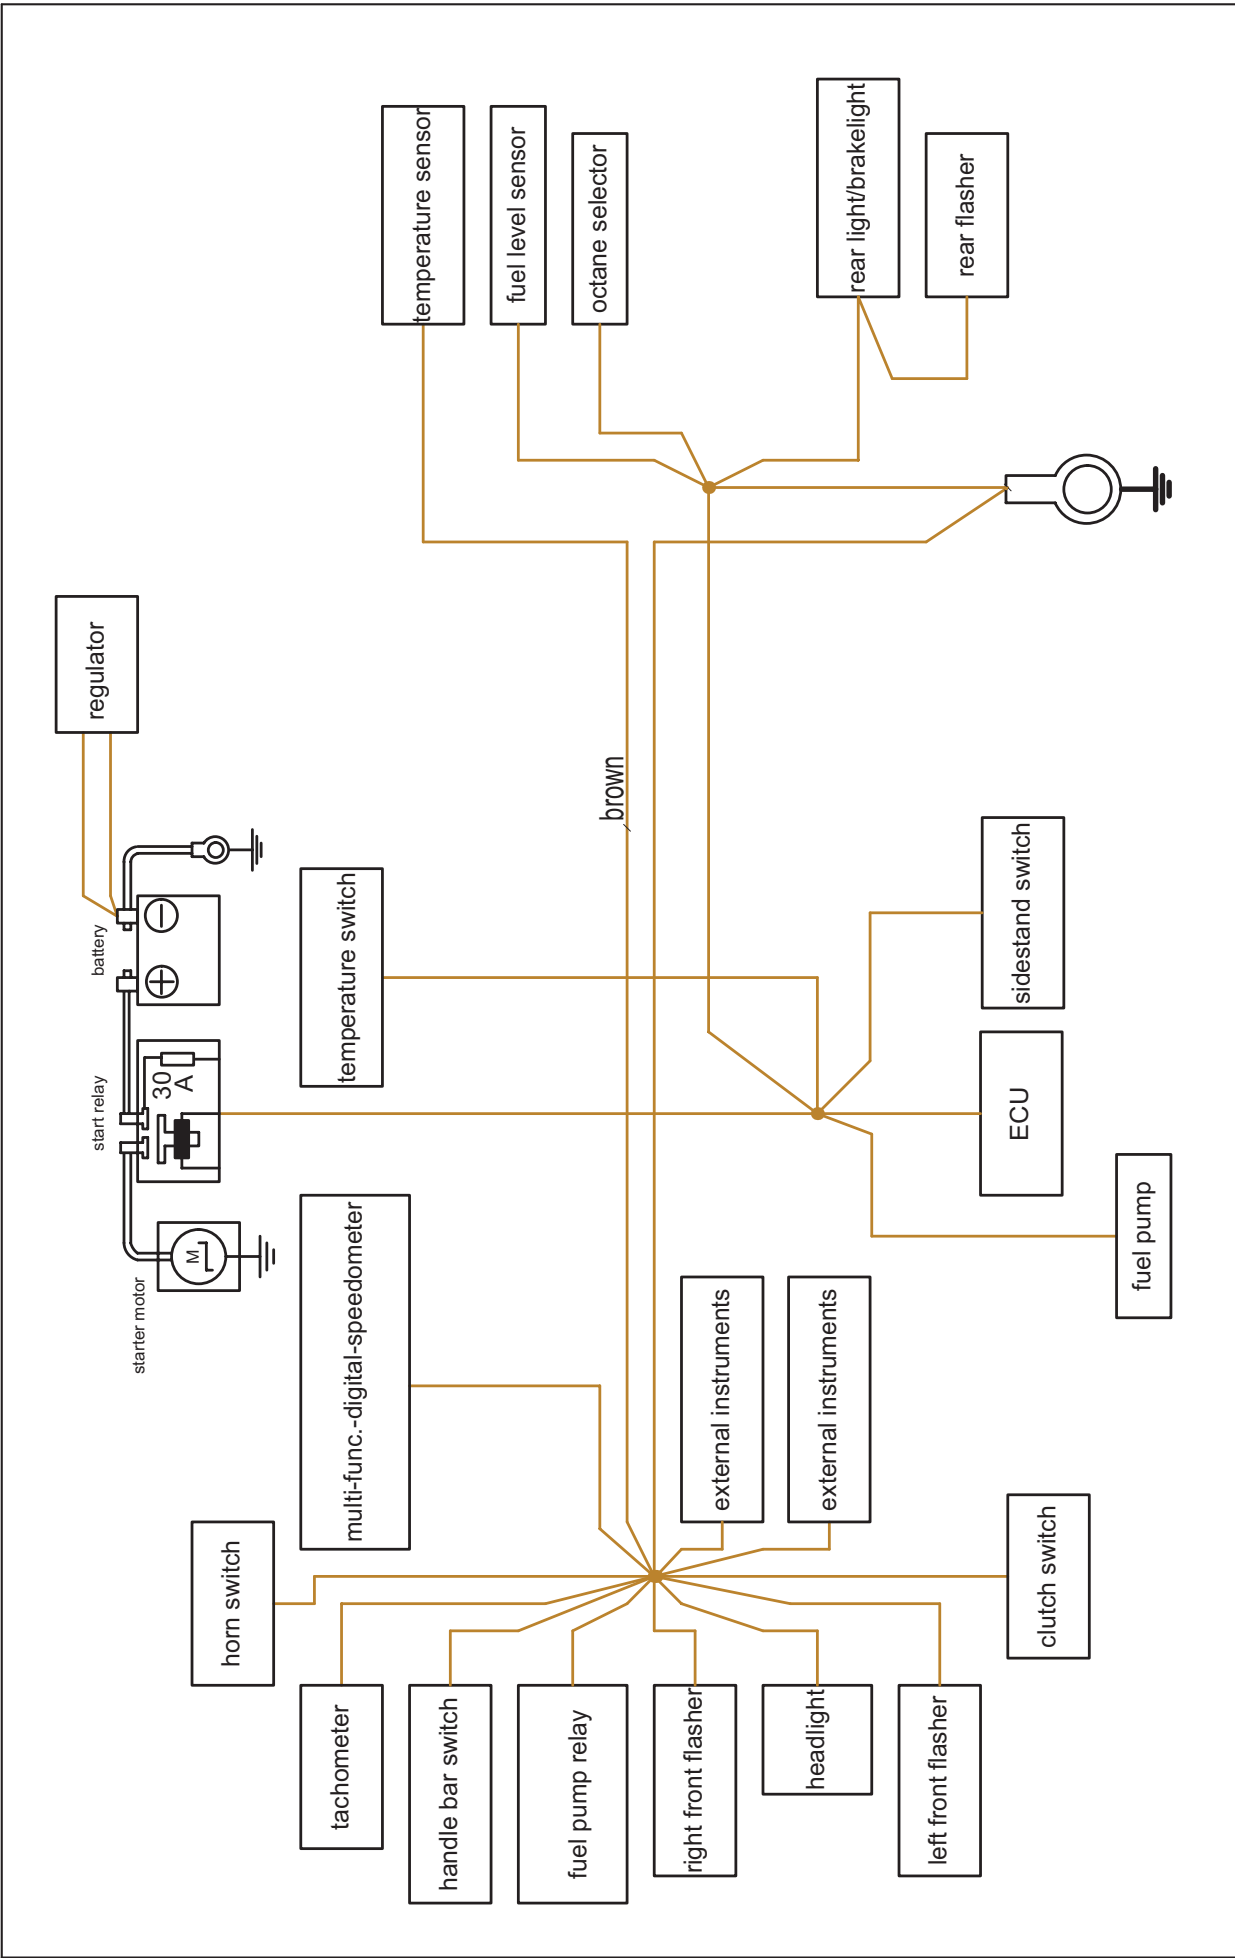 starter motor
start relay
battery
30
A
M
regulator
horn switch
multi-func.-digital-speedometer
temperature switch
temperature sensor
tachometer
handle bar switch
fuel level sensor
fuel pump relay
octane selector
brown
right front flasher
external instruments
headlight
external instruments
rear light/brakelight
left front flasher
rear flasher
clutch switch
ECU
sidestand switch
fuel pump